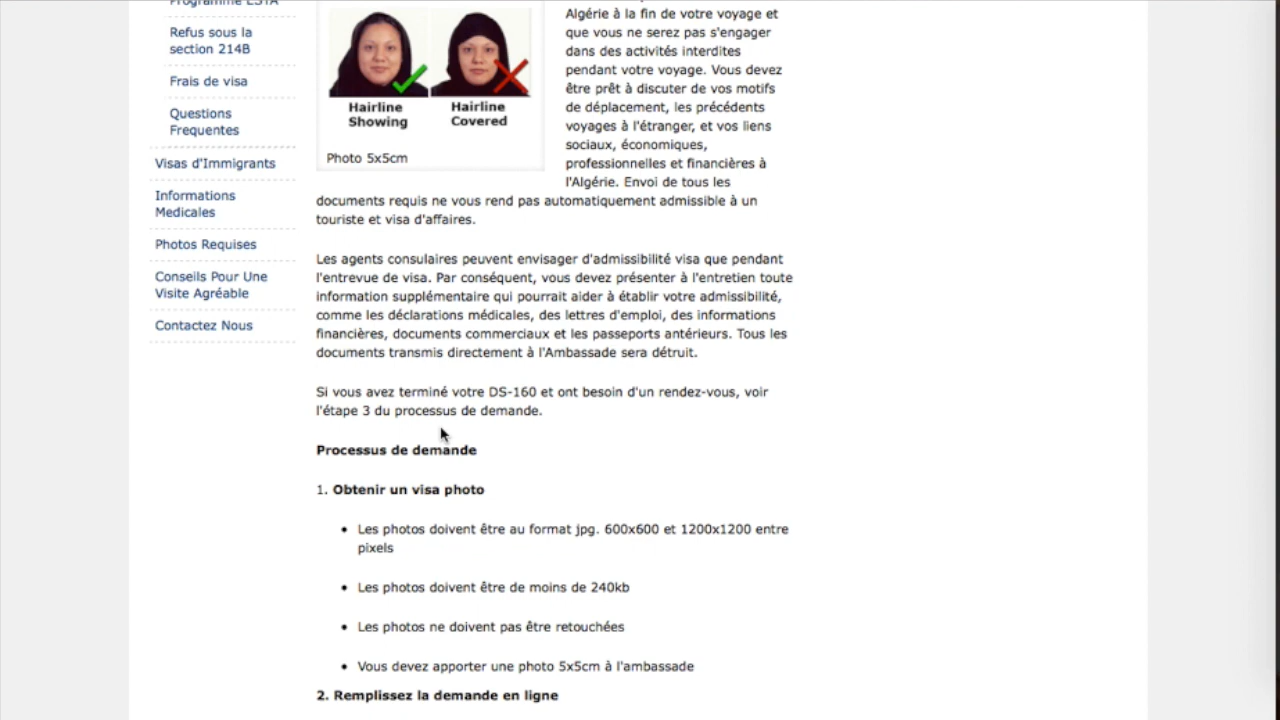 Programme ESTA
Refus sous la
section 214B
Frais de visa
Questions
Frequentes
Visas d'Immigrants
Informations
Medicales
Photos Requises
Conseils Pour Une
Visite Agréable
Contactez Nous
Hairline
Showing
Hairline
Covered
Photo 5x5cm
Algérie à la fin de votre voyage et
que vous ne serez pas s'engager
dans des activités interdites
pendant votre voyage. Vous devez
être prêt à discuter de vos motifs
de déplacement, les précédents
voyages à l'étranger, et vos liens
sociaux, économiques,
professionnelles et financières à
l'Algérie. Envoi de tous les
documents requis ne vous rend pas automatiquement admissible à un
touriste et visa d'affaires.
Les agents consulaires peuvent envisager d'admissibilité visa que pendant
l'entrevue de visa. Par conséquent, vous devez présenter à l'entretien toute
information supplémentaire qui pourrait aider à établir votre admissibilité,
comme les déclarations médicales, des lettres d'emploi, des informations
financières, documents commerciaux et les passeports antérieurs. Tous les
documents transmis directement à l'Ambassade sera détruit.
Si vous avez terminé votre DS-160 et ont besoin d'un rendez-vous, voir
l'étape 3 du processus de demande.
Processus de demande
1. Obtenir un visa photo
• Les photos doivent être au format jpg. 600x600 et 1200x1200 entre
pixels
• Les photos doivent être de moins de 240kb
• Les photos ne doivent pas être retouchées
• Vous devez apporter une photo 5x5cm à l'ambassade
2. Remplissez la demande en ligne